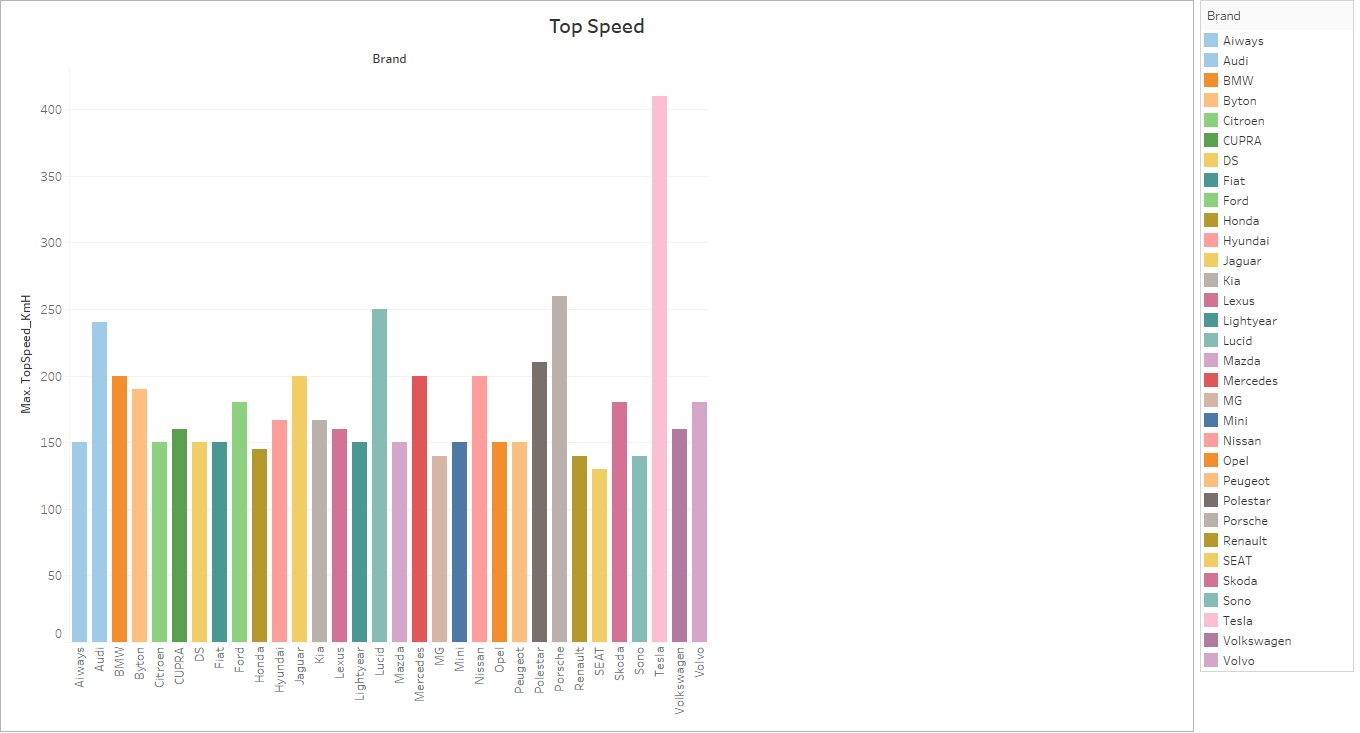 Top Speed
Brand
Max. TopSpeed_KmH
400
350
300
250
200
150
100
50
0
Aiways
Audi
BMW
Byton
Citroen
CUPRA
DS
Fiat
Ford
Honda
Hyundai
Jaguar
Kia
Lexus
Lightyear
Lucid
Mazda
Mercedes
MG
Mini
Nissan
Opel
Peugeot
Polestar
Porsche
Renault
SEAT
Skoda
Sono
Tesla
Volkswagen
Volvo
Brand
Aiways
Audi
BMW
Byton
Citroen
CUPRA
DS
Fiat
Ford
Honda
Hyundai
Jaguar
Kia
Lexus
Lightyear
Lucid
Mazda
Mercedes
MG
Mini
Nissan
Opel
Peugeot
Polestar
Porsche
Renault
SEAT
Skoda
Sono
Tesla
Volkswagen
Volvo